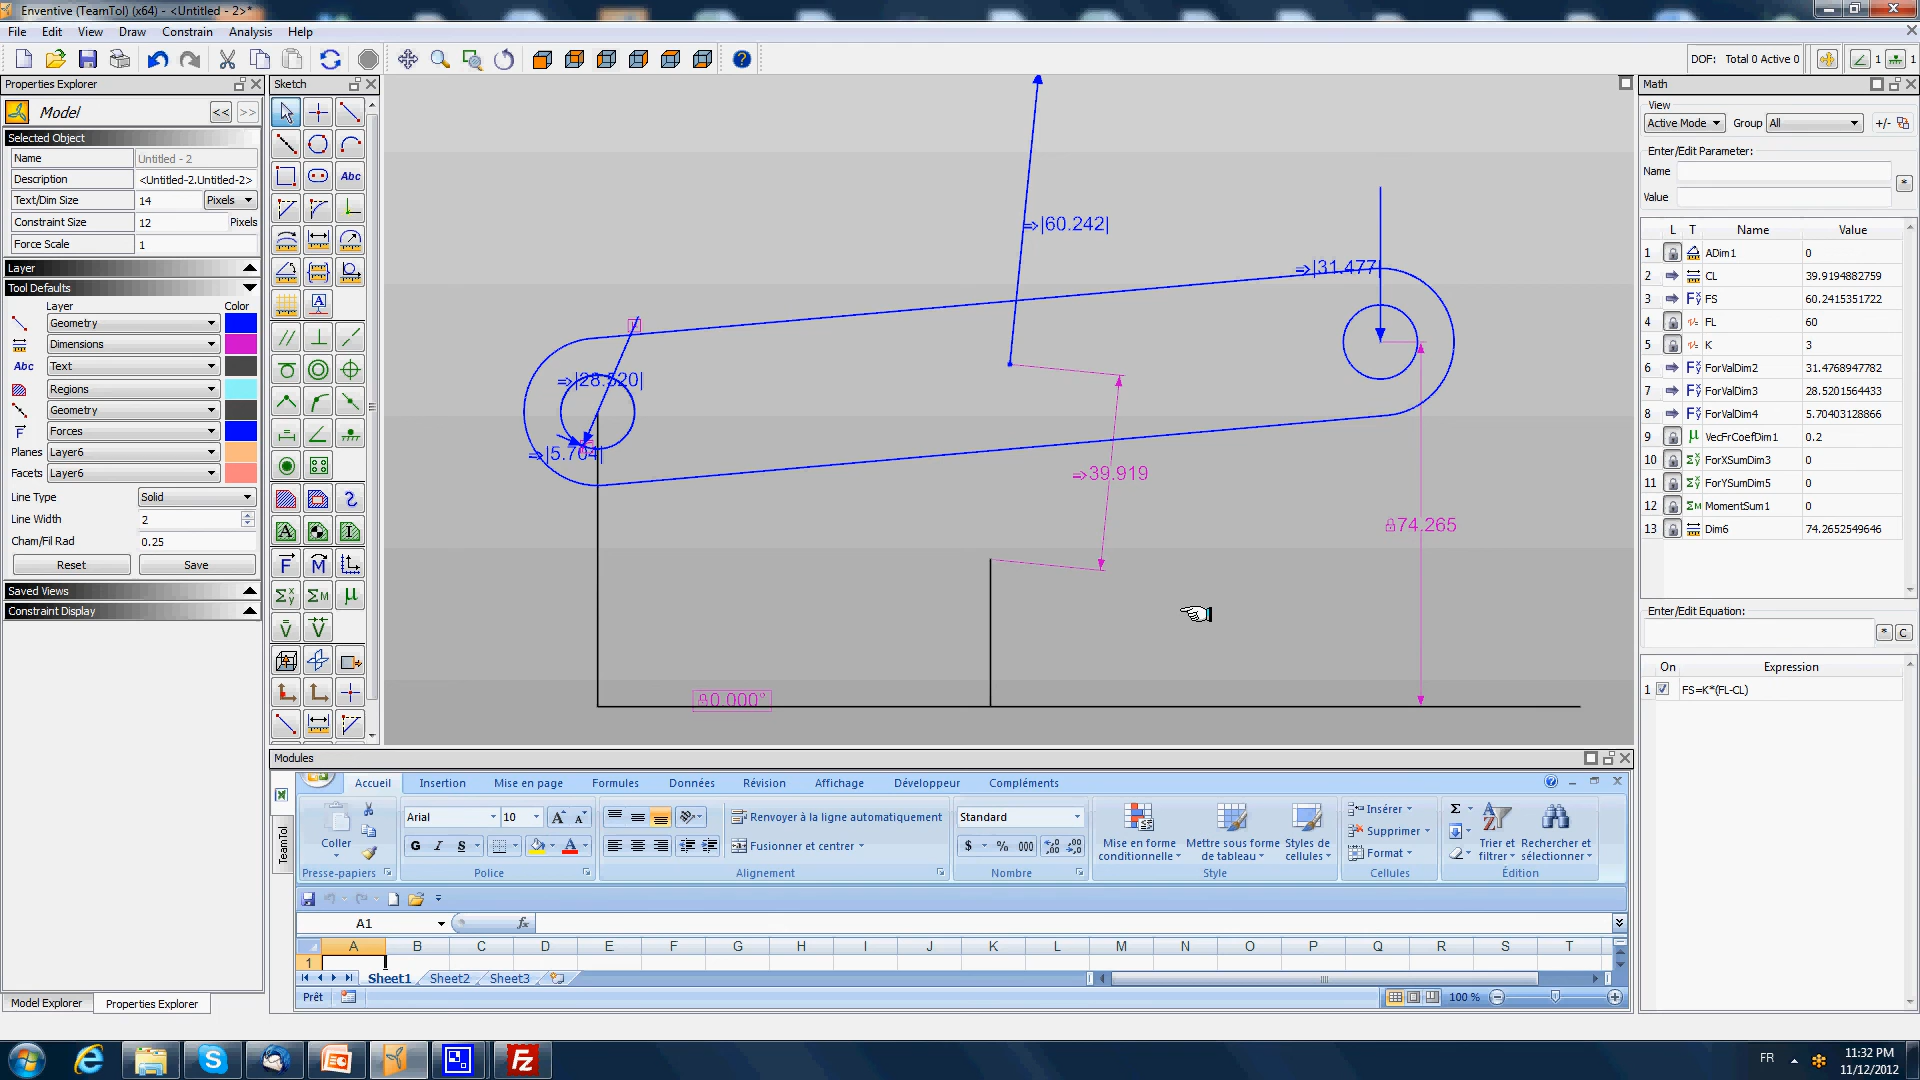 Enventive (TeamTol) (x64) - <Untitled - 2>*
File Edit View Draw Constrain Analysis Help
DOF: Total 0 Active 0
1
1
Properties Explorer
Model
<<
>>
Selected Object
Name Untitled - 2
Description <Untitled-2.Untitled-2>
Text/Dim Size 14 Pixels
Constraint Size 12 Pixels
Force Scale 1
Layer
Tool Defaults
Layer Color
Geometry
Dimensions
Abc Text
Regions
Geometry
F Forces
Planes Layer6
Facets Layer6
Line Type Solid
Line Width 2
Cham/Fil Rad 0.25
Reset Save
Saved Views
Constraint Display
Model Explorer Properties Explorer
Sketch
Abc
=>|60.242|
=>|31.477|
=>|28.520|
=>|5.704|
=>39.919
74.265
0.000°
Math
View
Active Mode Group All +/-
Enter/Edit Parameter:
Name
Value
*
L T Name Value
1 ADim1 0
2 CL 39.9194882759
3 FS 60.2415351722
4 FL 60
5 K 3
6 ForValDim2 31.4768947782
7 ForValDim3 28.5201564433
8 ForValDim4 5.70403128866
9 µ VecFrCoefDim1 0.2
10 ForXSumDim3 0
11 ForYSumDim5 0
12 MomentSum1 0
13 Dim6 74.2652549646
Enter/Edit Equation:
* C
On Expression
1 FS=K*(FL-CL)
Modules
TeamTol
Accueil Insertion Mise en page Formules Données Révision Affichage Développeur Compléments
Coller
Presse-papiers
Arial 10
G I S
Police
Renvoyer à la ligne automatiquement
Fusionner et centrer
Alignement
Standard
$ % 000
Nombre
Mise en forme conditionnelle
Mettre sous forme de tableau
Styles de cellules
Style
Insérer
Supprimer
Format
Cellules
Trier et filtrer
Rechercher et sélectionner
Édition
A1 fx
A B C D E F G H I J K L M N O P Q R S T
1
Sheet1 Sheet2 Sheet3
Prêt 100 %
FR
11:32 PM
11/12/2012